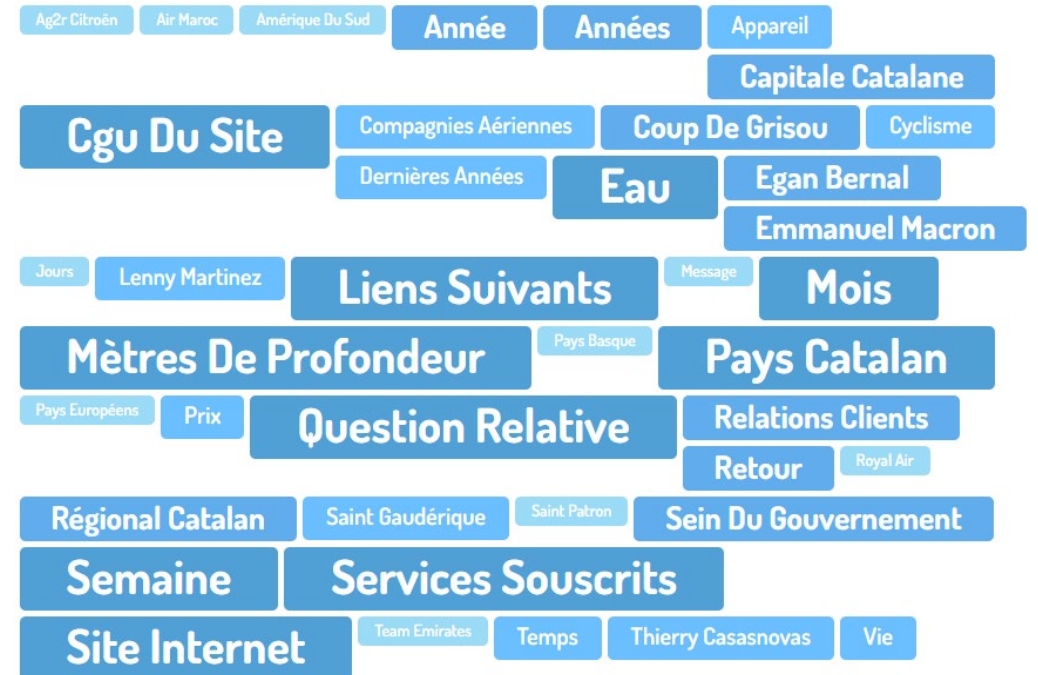 Ag2r Citroën Air Maroc Amérique Du Sud Année Années Appareil
Capitale Catalane
Cgu Du Site Compagnies Aériennes Coup De Grisou Cyclisme
Dernières Années Eau Egan Bernal
Emmanuel Macron
Jours Lenny Martinez Liens Suivants Message Mois
Mètres De Profondeur Pays Basque Pays Catalan
Pays Européens Prix Question Relative Relations Clients
Retour Royal Air
Régional Catalan Saint Gaudérique Saint Patron Sein Du Gouvernement
Semaine Services Souscrits
Site Internet Team Emirates Temps Thierry Casasnovas Vie